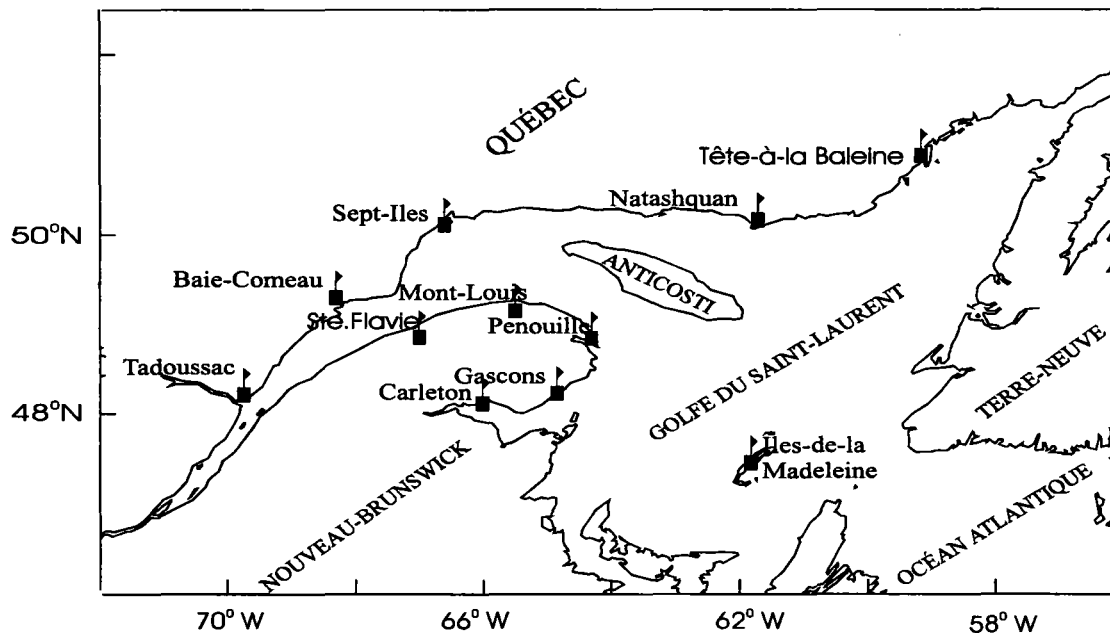 QUÉBEC
Tête-à-la Baleine
Natashquan
Sept-Iles
50°N
ANTICOSTI
Baie-Comeau
Mont-Louis
Ste.Flavie
Penouille
GOLFE DU SAINT-LAURENT
TERRE-NEUVE
Tadoussac
Gascons
Carleton
48°N
Îles-de-la
Madeleine
NOUVEAU-BRUNSWICK
OCÉAN ATLANTIQUE
70° W
66° W
62° W
58° W